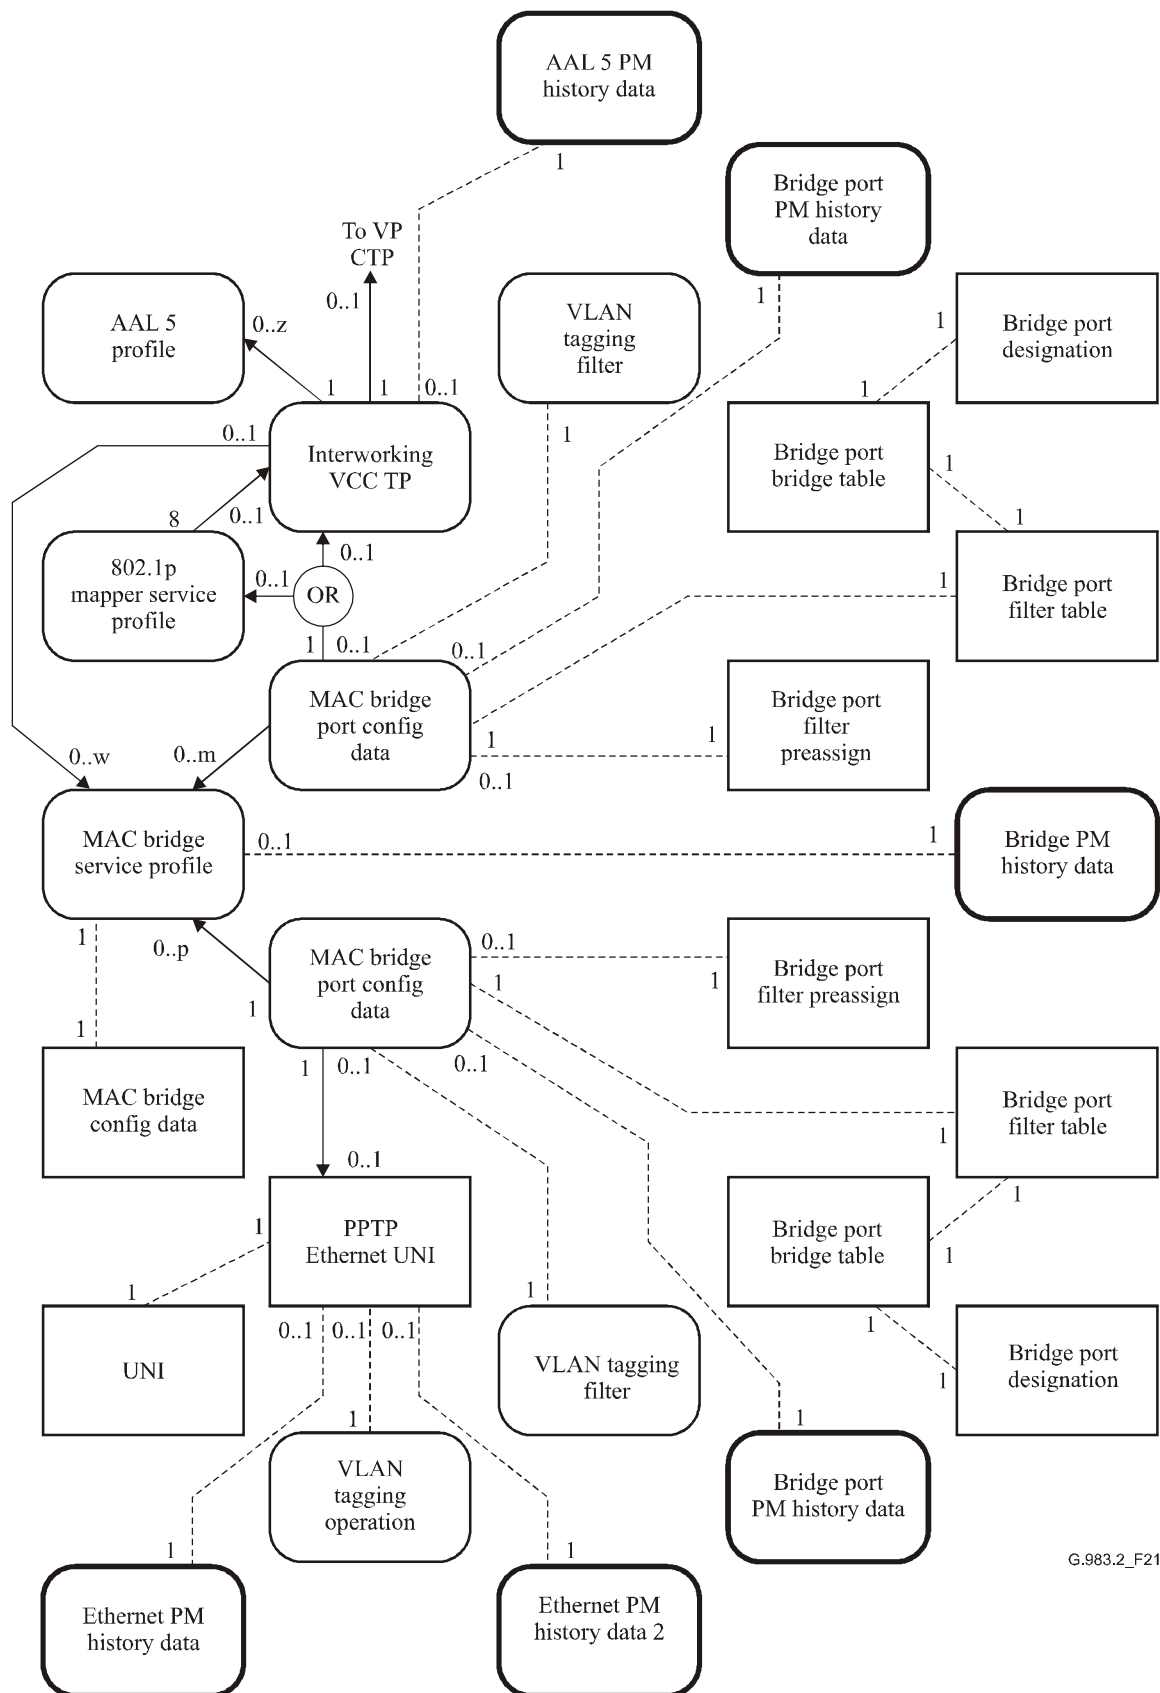 AAL 5 PM
history data
1
Bridge port
PM history
data
1
To VP
CTP
0..1
AAL 5
profile
0..z
VLAN
tagging
filter
1
Bridge port
designation
1
1
1
0..1
1
0..1
Interworking
VCC TP
1
Bridge port
bridge table
1
8
0..1
1
802.1p
mapper service
profile
0..1
0..1
OR
1
Bridge port
filter table
1
0..1
0..1
MAC bridge
port config
data
Bridge port
filter
preassign
1
1
0..1
0..w
0..m
MAC bridge
service profile
0..1
1
Bridge PM
history data
1
0..p
MAC bridge
port config
data
0..1
1
Bridge port
filter preassign
1
1
1
1
0..1
0..1
MAC bridge
config data
Bridge port
filter table
1
0..1
1
1
PPTP
Ethernet UNI
Bridge port
bridge table
1
1
1
0..1
0..1
0..1
1
UNI
VLAN tagging
filter
1
Bridge port
designation
1
1
VLAN
tagging
operation
Bridge port
PM history data
1
1
G.983.2_F21
Ethernet PM
history data
Ethernet PM
history data 2